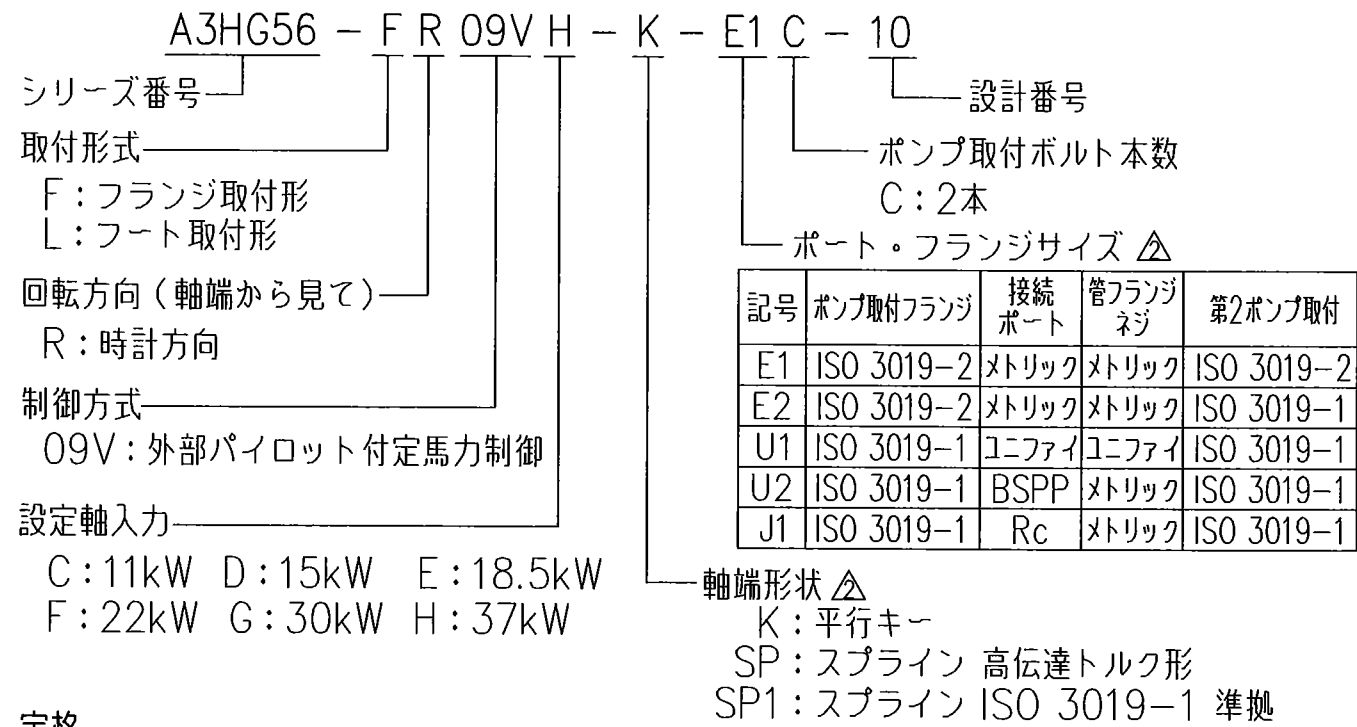 A3HG56 - F R 09V H - K - E1 C - 10
シリーズ番号
設計番号
取付形式
F：フランジ取付形
L：フート取付形
ポンプ取付ボルト本数
C：2本
ポート・フランジサイズ △2
回転方向（軸端から見て）
R：時計方向
記号 ポンプ取付フランジ 接続ポート 管フランジネジ 第2ポンプ取付
E1 ISO 3019-2 メトリック メトリック ISO 3019-2
E2 ISO 3019-2 メトリック メトリック ISO 3019-1
U1 ISO 3019-1 ユニファイ ユニファイ ISO 3019-1
U2 ISO 3019-1 BSPP メトリック ISO 3019-1
J1 ISO 3019-1 Rc メトリック ISO 3019-1
制御方式
09V：外部パイロット付定馬力制御
設定軸入力
C：11kW D：15kW E：18.5kW
F：22kW G：30kW H：37kW
軸端形状 △2
K：平行キー
SP：スプライン 高伝達トルク形
SP1：スプライン ISO 3019-1 準拠
定格